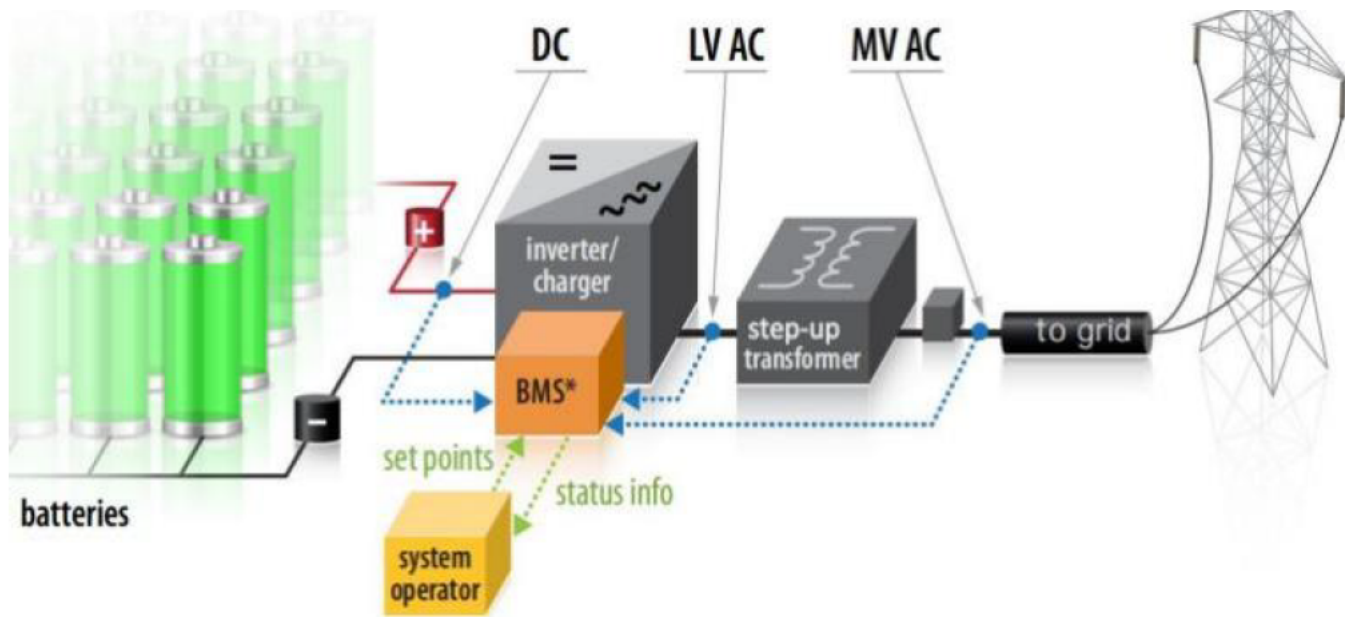 DC
LV AC
MV AC
=
+
inverter/
charger
step-up
transformer
to grid
BMS*
-
set points
status info
batteries
system
operator